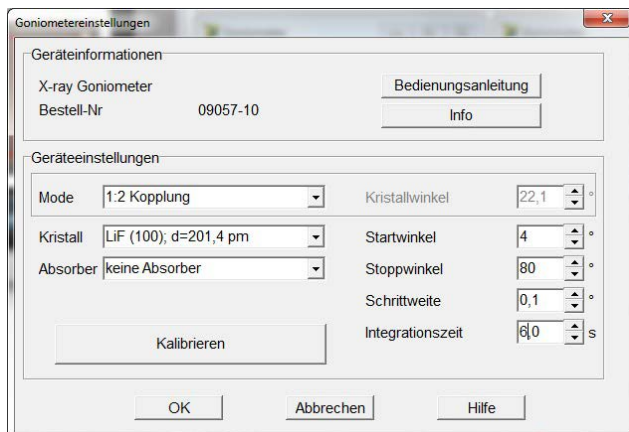 Goniometereinstellungen
Geräteinformationen
X-ray Goniometer
Bedienungsanleitung
Bestell-Nr 09057-10
Info
Geräteeinstellungen
Mode 1:2 Kopplung Kristallwinkel 22,1 °
Kristall LiF (100); d=201,4 pm Startwinkel 4 °
Absorber keine Absorber Stoppwinkel 80 °
Schrittweite 0,1 °
Kalibrieren Integrationszeit 6,0 s
OK Abbrechen Hilfe